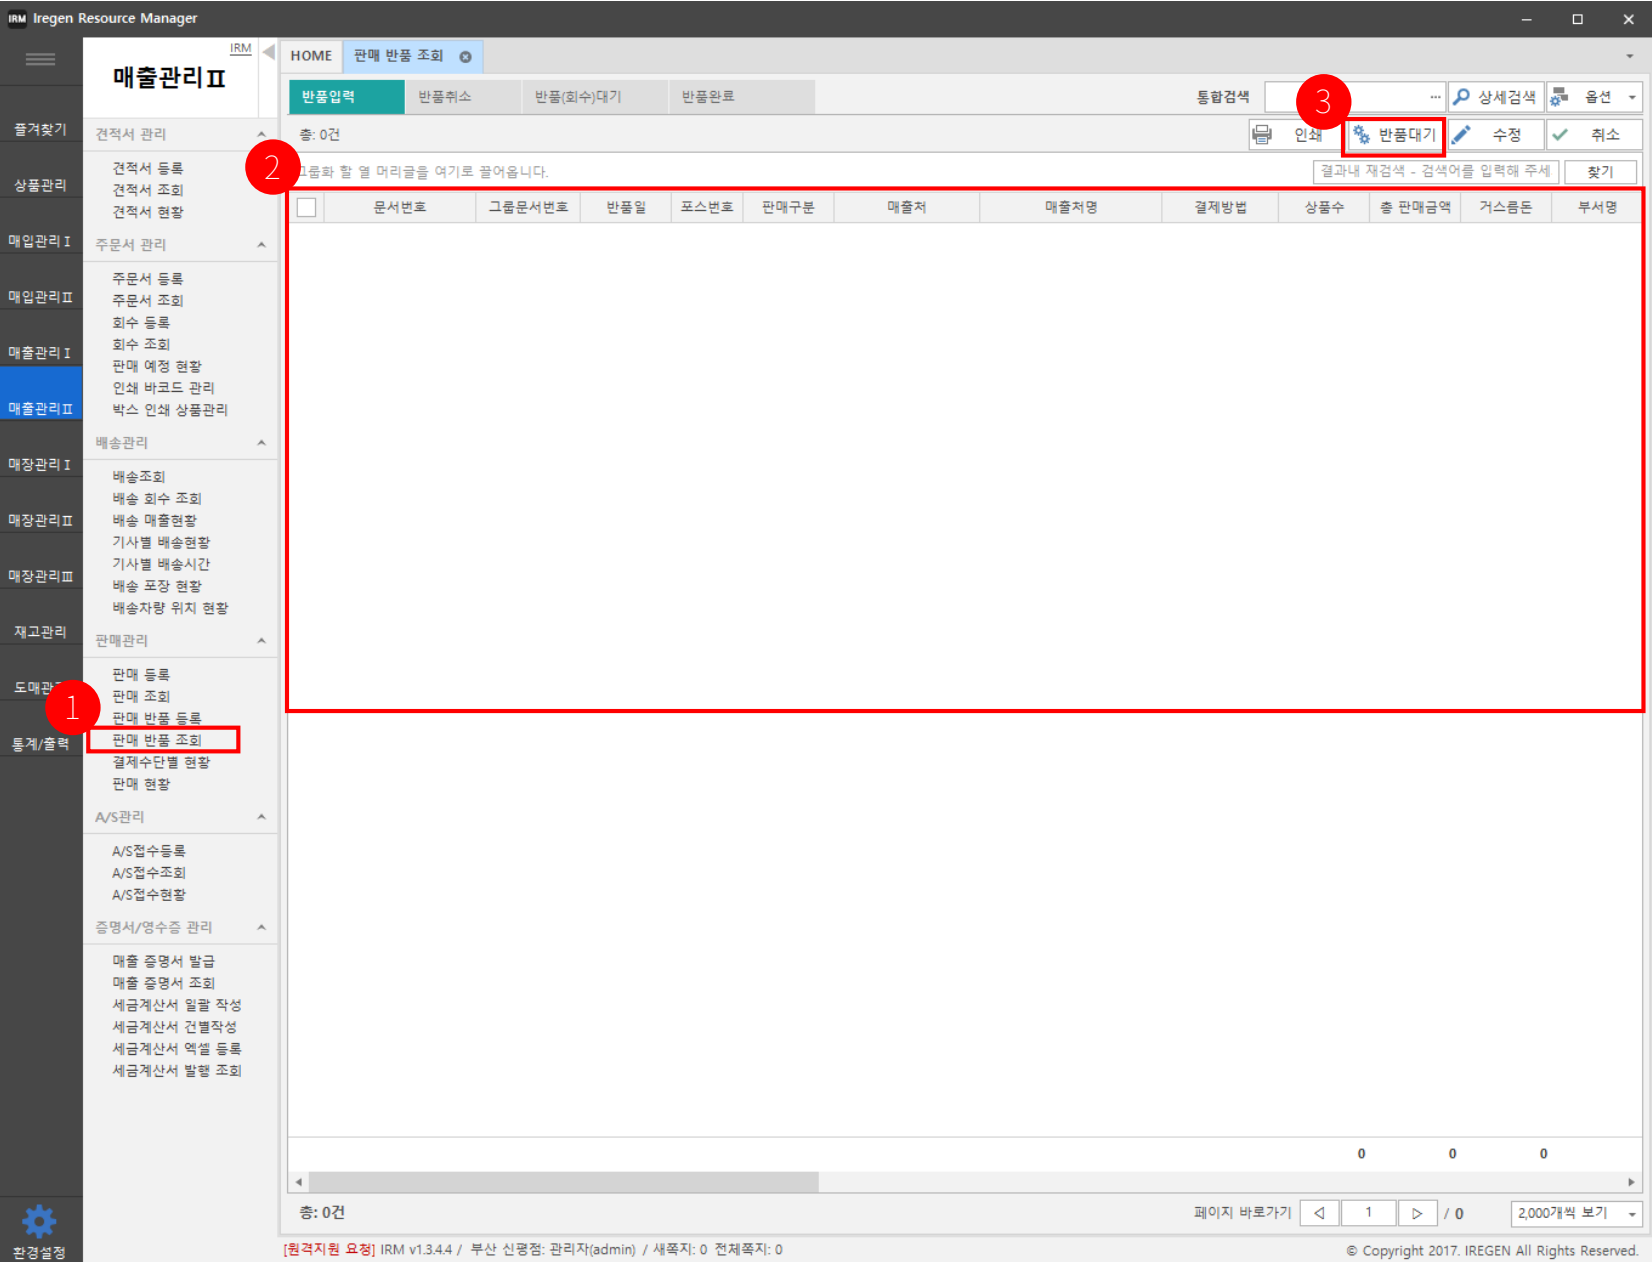 IRM Iregen Resource Manager
즐겨찾기
상품관리
매입관리 I
매입관리 II
매출관리 I
매출관리 II
매장관리 I
매장관리 II
매장관리 III
재고관리
도매관
통계/출력
환경설정
IRM
매출관리 II
견적서 관리
견적서 등록
견적서 조회
견적서 현황
주문서 관리
주문서 등록
주문서 조회
회수 등록
회수 조회
판매 예정 현황
인쇄 바코드 관리
박스 인쇄 상품관리
배송관리
배송조회
배송 회수 조회
배송 매출현황
기사별 배송현황
기사별 배송시간
배송 포장 현황
배송차량 위치 현황
판매관리
판매 등록
판매 조회
1
판매 반품 등록
판매 반품 조회
결제수단별 현황
판매 현황
A/S관리
A/S접수등록
A/S접수조회
A/S접수현황
증명서/영수증 관리
매출 증명서 발급
매출 증명서 조회
세금계산서 일괄 작성
세금계산서 건별작성
세금계산서 엑셀 등록
세금계산서 발행 조회
HOME 판매 반품 조회
반품입력 반품취소 반품(회수)대기 반품완료 통합검색 3 ... 상세검색 옵션
총: 0건 인쇄 반품대기 수정 취소
2 그룹화 할 열 머리글을 여기로 끌어옵니다. 결과내 재검색 - 검색어를 입력해 주세 찾기
문서번호 그룹문서번호 반품일 포스번호 판매구분 매출처 매출처명 결제방법 상품수 총 판매금액 거스름돈 부서명
0 0 0
총: 0건 페이지 바로가기 1 / 0 2,000개씩 보기
[원격지원 요청] IRM v1.3.4.4 / 부산 신평점: 관리자(admin) / 새쪽지: 0 전체쪽지: 0 © Copyright 2017. IREGEN All Rights Reserved.